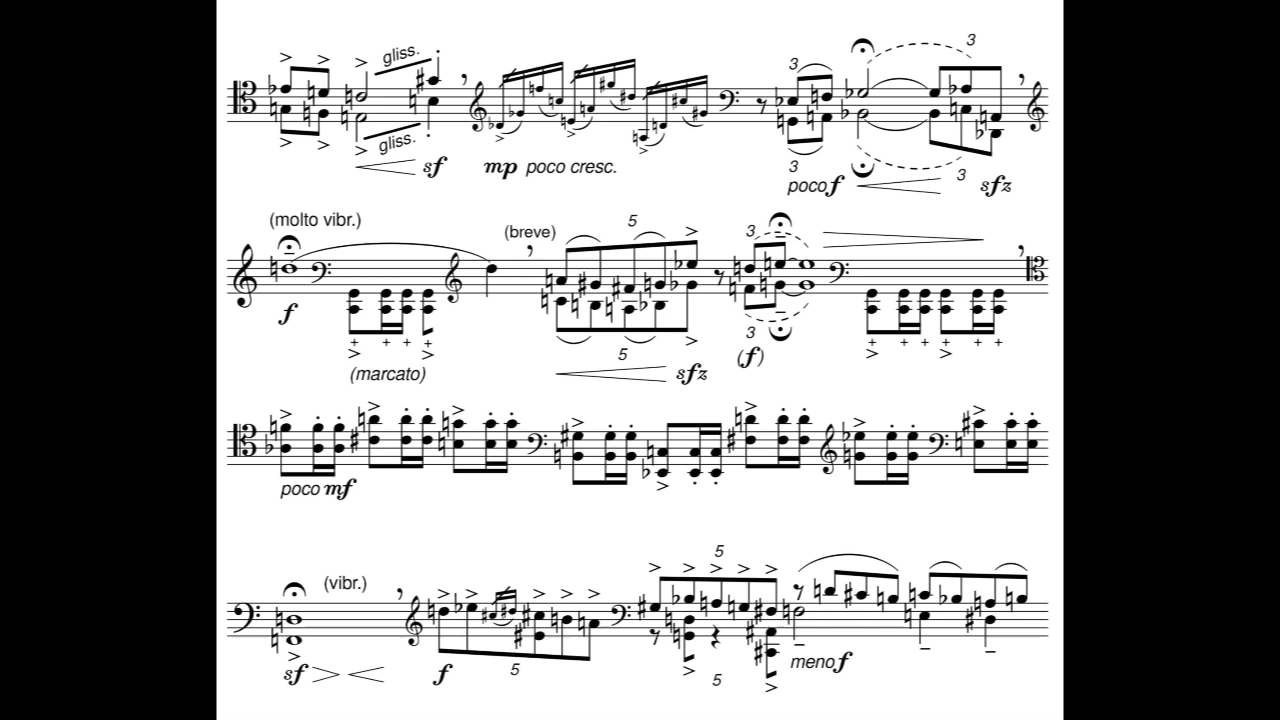 gliss. 3 3
gliss.
sf mp poco cresc. 3 3
poco f sfz
(molto vibr.) (breve) 5 3
f 3
5 (f)
(marcato) sfz
poco mf
5
(vibr.)
sf f 5 5 meno f